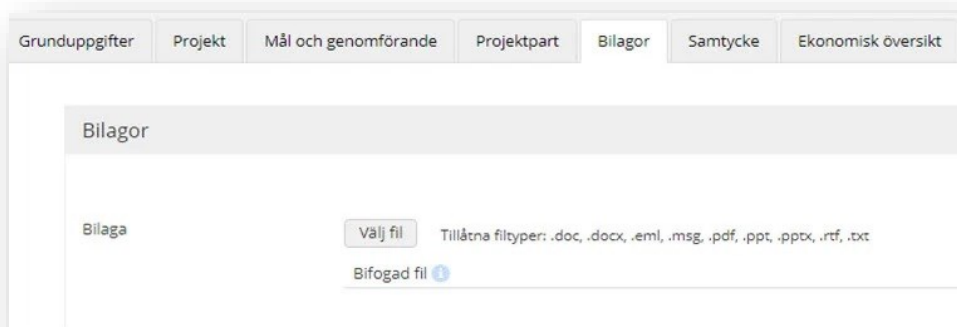 Grunduppgifter Projekt Mål och genomförande Projektpart Bilagor Samtycke Ekonomisk översikt
Bilagor
Bilaga Välj fil Tillåtna filtyper: .doc, .docx, .eml, .msg, .pdf, .ppt, .pptx, .rtf, .txt
Bifogad fil